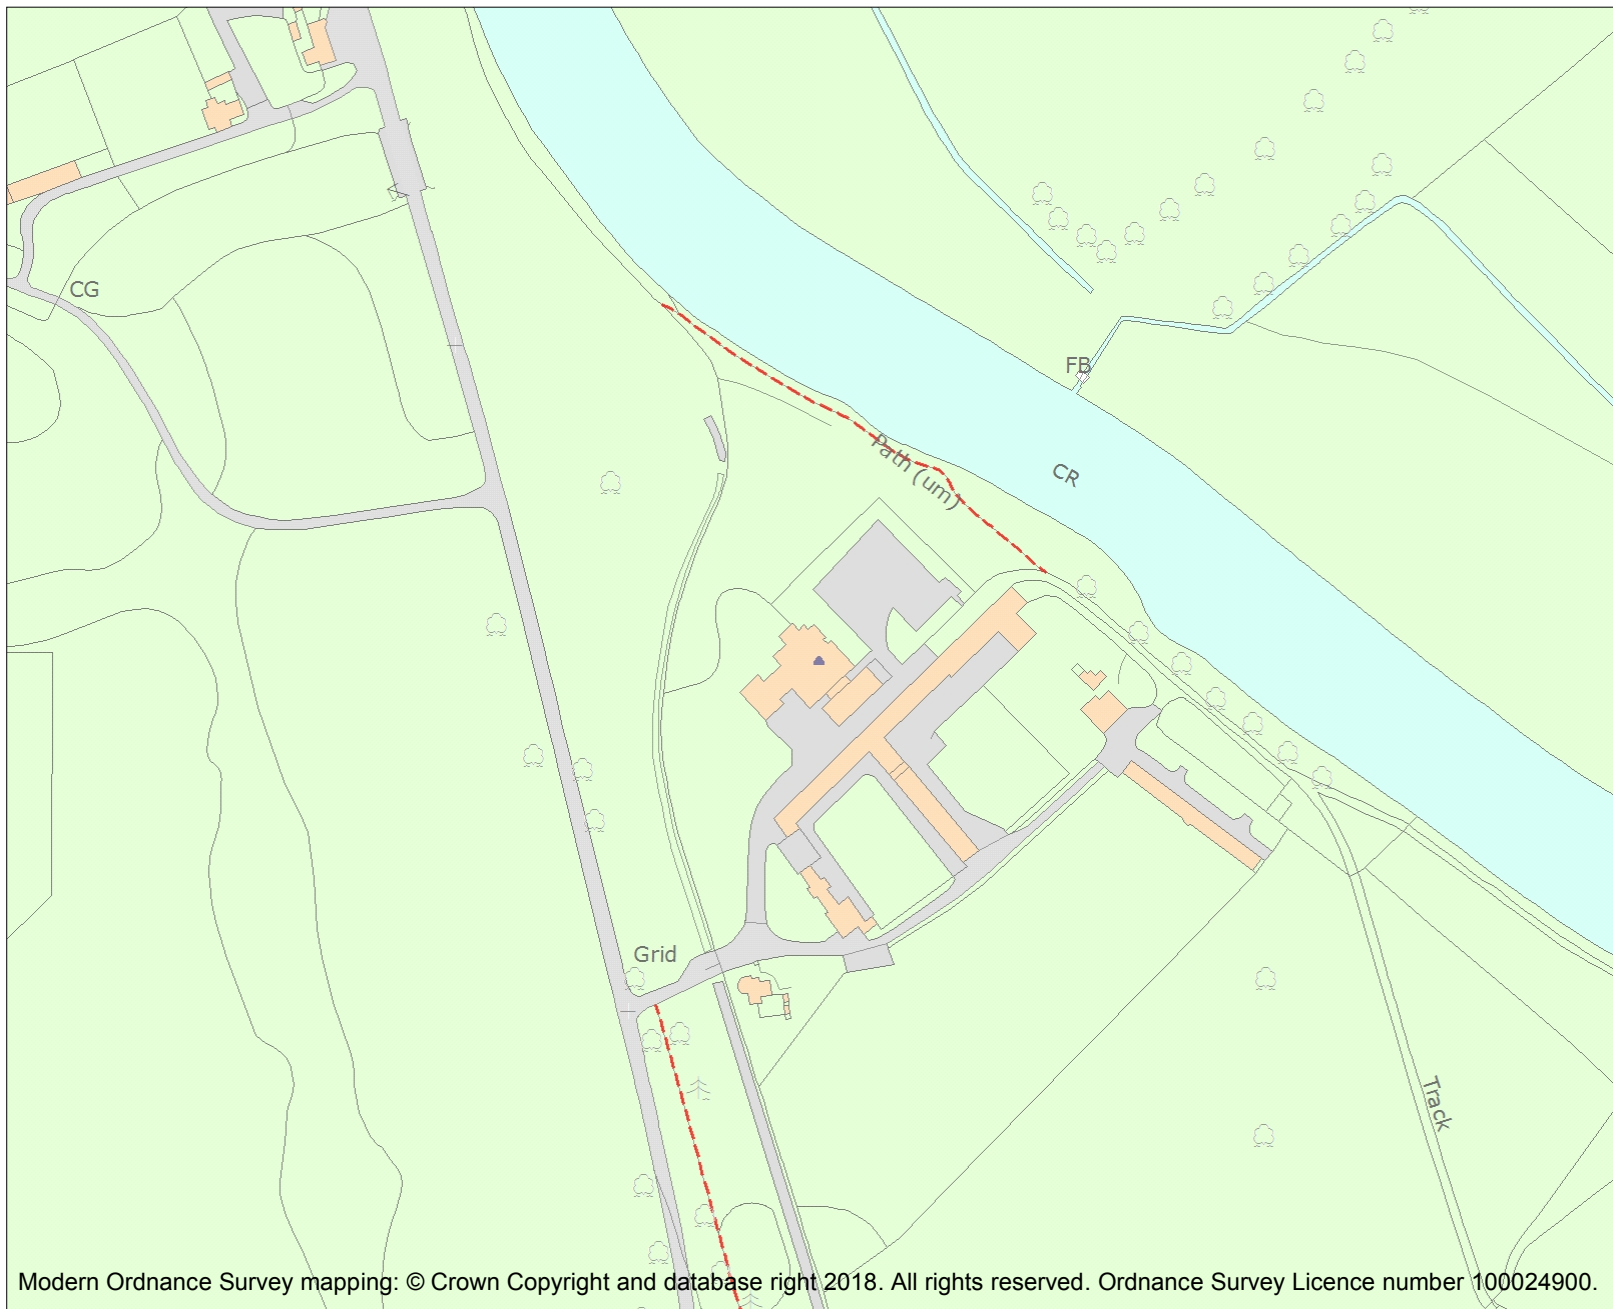 CG
FB
Path (um)
CR
Grid
Track
Modern Ordnance Survey mapping: © Crown Copyright and database right 2018. All rights reserved. Ordnance Survey Licence number 100024900.